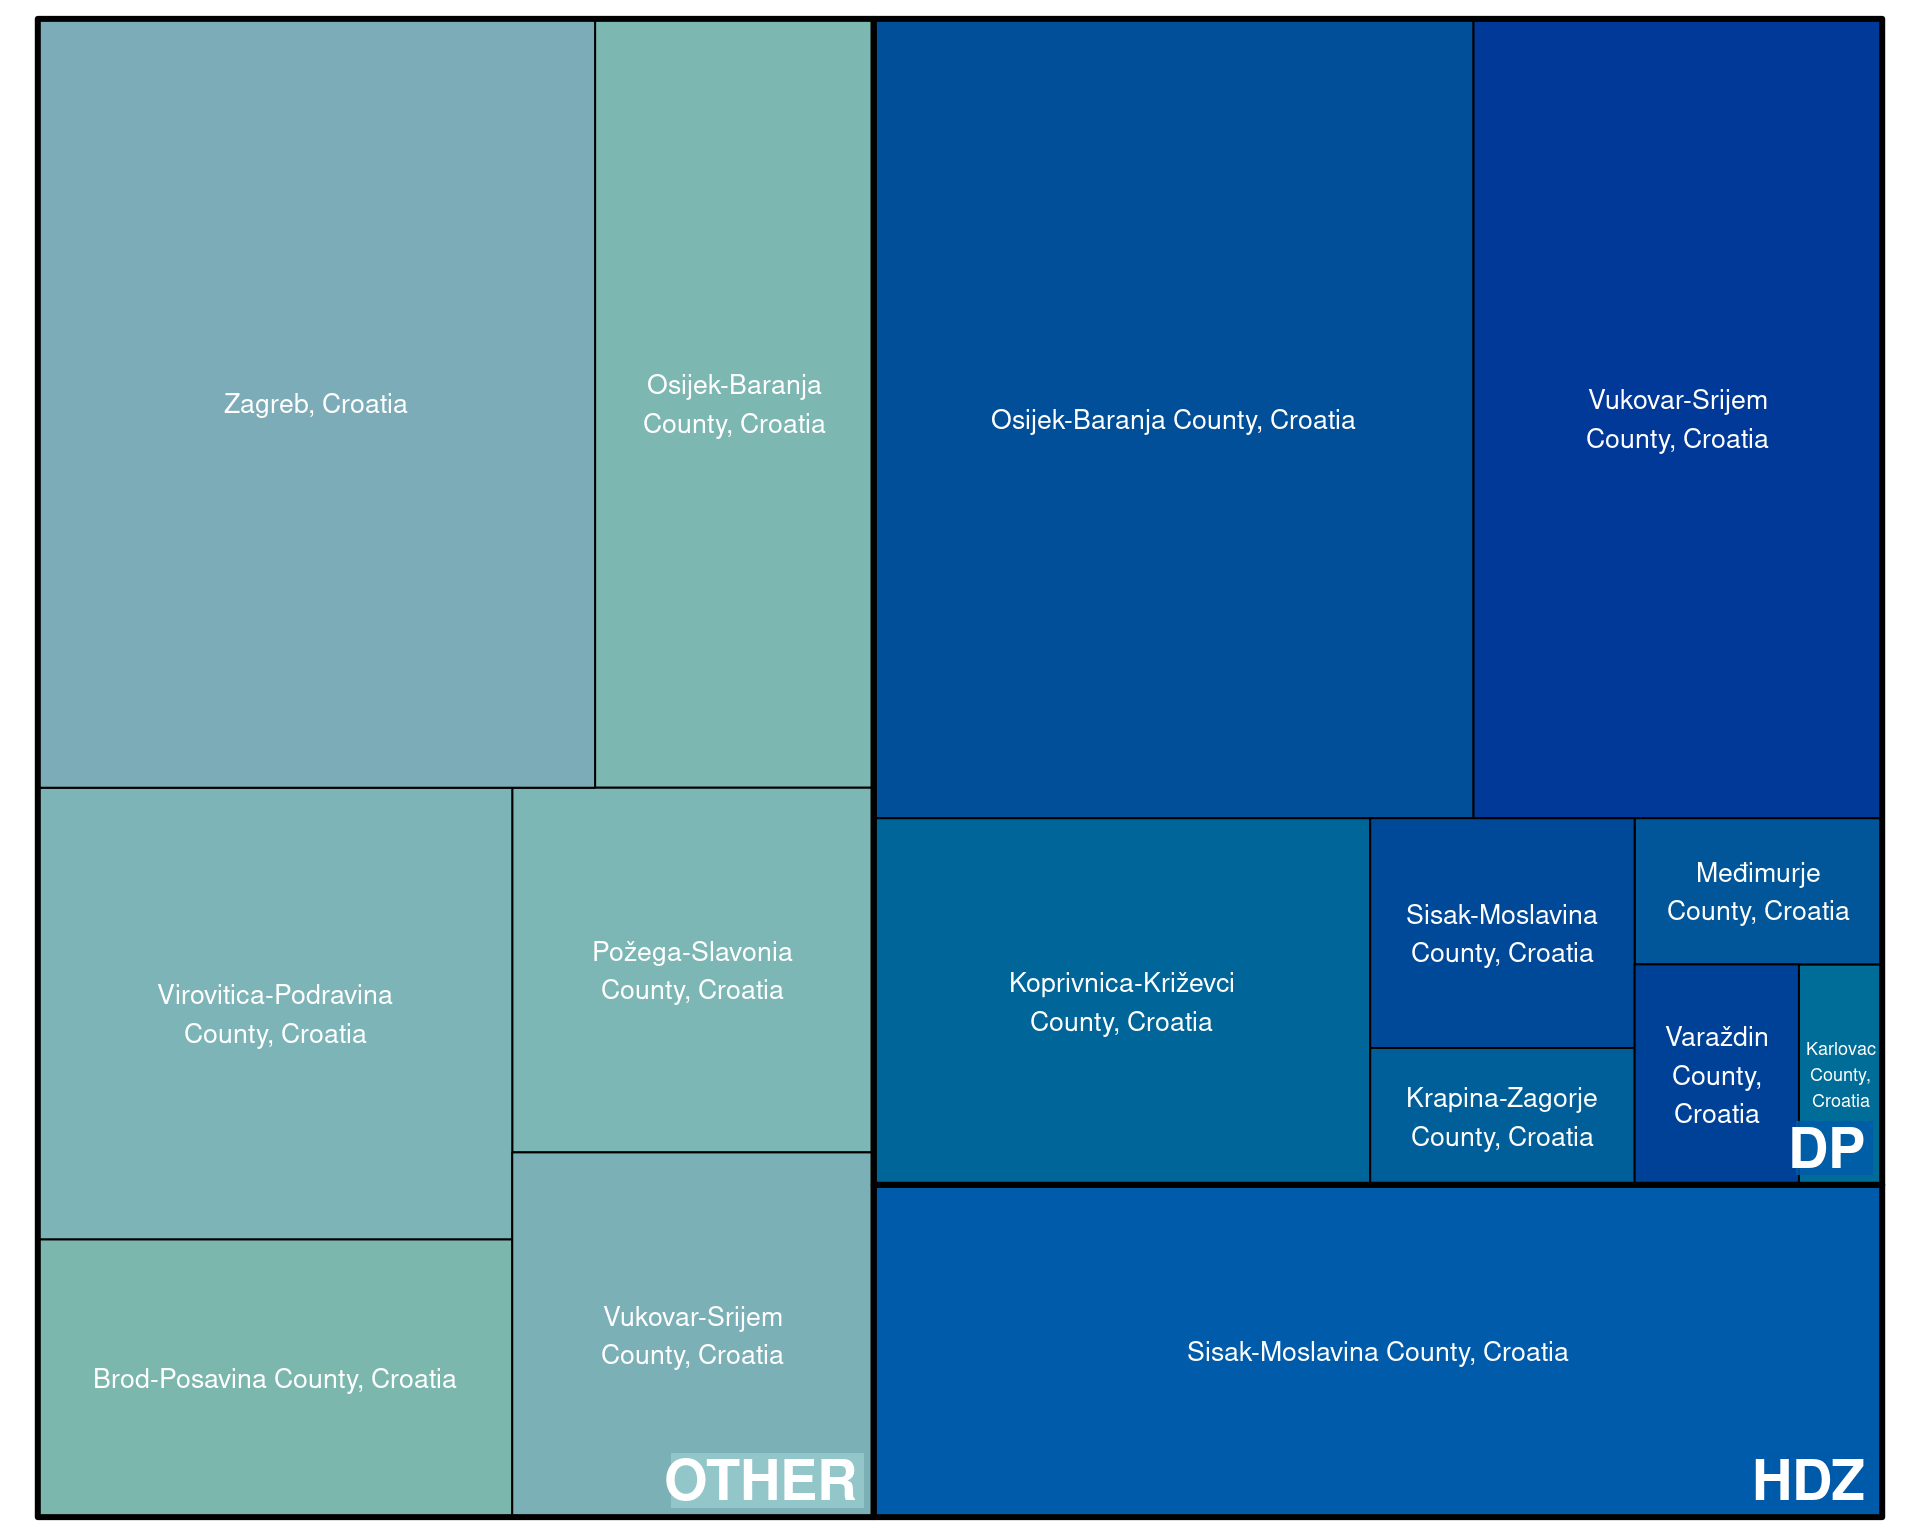 Zagreb, Croatia
Osijek-Baranja
County, Croatia
Virovitica-Podravina
County, Croatia
Požega-Slavonia
County, Croatia
Brod-Posavina County, Croatia
Vukovar-Srijem
County, Croatia
OTHER
Osijek-Baranja County, Croatia
Vukovar-Srijem
County, Croatia
Koprivnica-Križevci
County, Croatia
Sisak-Moslavina
County, Croatia
Krapina-Zagorje
County, Croatia
Međimurje
County, Croatia
Varaždin
County,
Croatia
Karlovac
County,
Croatia
DP
Sisak-Moslavina County, Croatia
HDZ